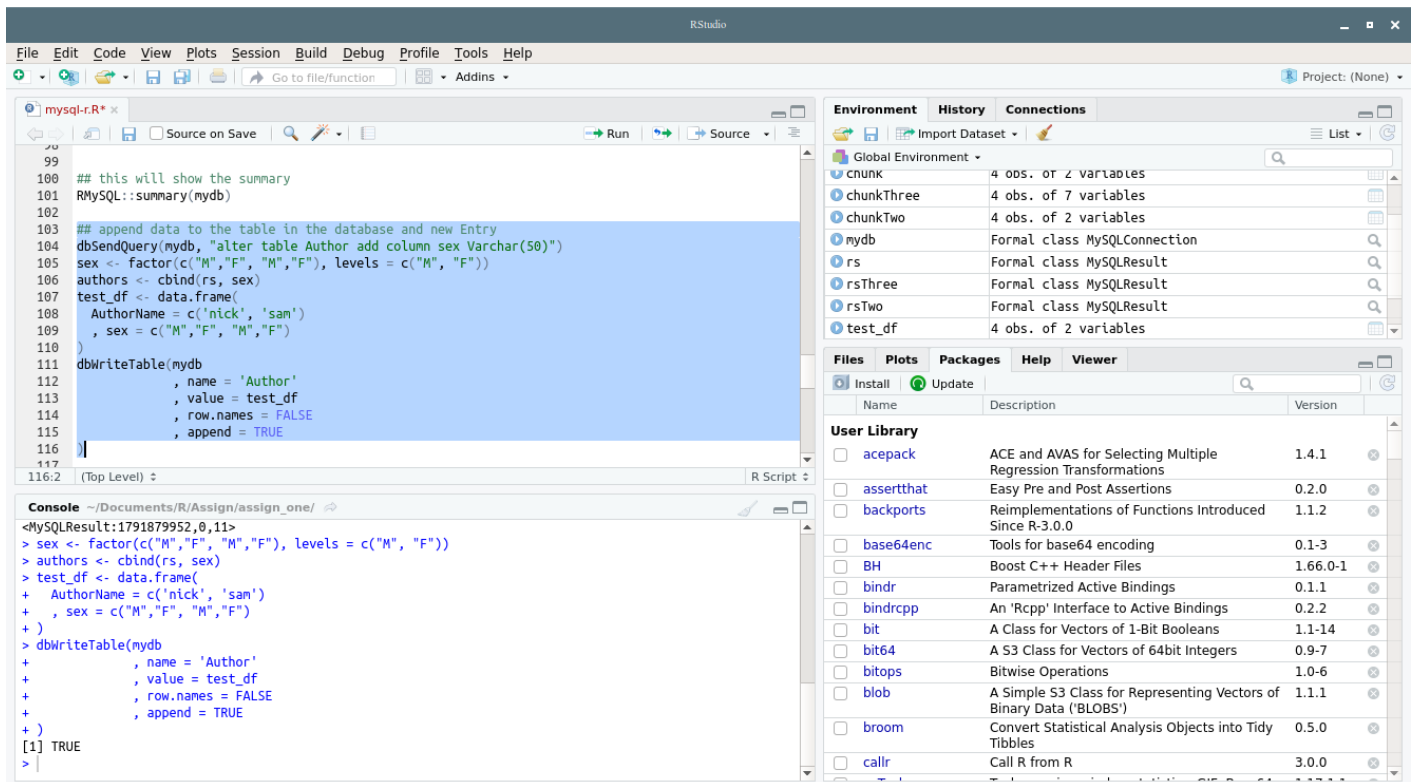 RStudio
File Edit Code View Plots Session Build Debug Profile Tools Help
Go to file/function Addins Project: (None)
mysql-r.R*
Source on Save Run Source
98
99
100 ## this will show the summary
101 RMySQL::summary(mydb)
102
103 ## append data to the table in the database and new Entry
104 dbSendQuery(mydb, "alter table Author add column sex Varchar(50)")
105 sex <- factor(c("M","F", "M","F"), levels = c("M", "F"))
106 authors <- cbind(rs, sex)
107 test_df <- data.frame(
108 AuthorName = c('nick', 'sam')
109 , sex = c("M","F", "M","F")
110 )
111 dbWriteTable(mydb
112 , name = 'Author'
113 , value = test_df
114 , row.names = FALSE
115 , append = TRUE
116 )
117
116:2 (Top Level) R Script
Console ~/Documents/R/Assign/assign_one/
<MySQLResult:1791879952,0,11>
> sex <- factor(c("M","F", "M","F"), levels = c("M", "F"))
> authors <- cbind(rs, sex)
> test_df <- data.frame(
+ AuthorName = c('nick', 'sam')
+ , sex = c("M","F", "M","F")
+ )
> dbWriteTable(mydb
+ , name = 'Author'
+ , value = test_df
+ , row.names = FALSE
+ , append = TRUE
+ )
[1] TRUE
>
Environment History Connections
Import Dataset List
Global Environment
chunk 4 obs. of 2 variables
chunkThree 4 obs. of 7 variables
chunkTwo 4 obs. of 2 variables
mydb Formal class MySQLConnection
rs Formal class MySQLResult
rsThree Formal class MySQLResult
rsTwo Formal class MySQLResult
test_df 4 obs. of 2 variables
Files Plots Packages Help Viewer
Install Update
Name Description Version
User Library
acepack ACE and AVAS for Selecting Multiple 1.4.1
Regression Transformations
assertthat Easy Pre and Post Assertions 0.2.0
backports Reimplementations of Functions Introduced 1.1.2
Since R-3.0.0
base64enc Tools for base64 encoding 0.1-3
BH Boost C++ Header Files 1.66.0-1
bindr Parametrized Active Bindings 0.1.1
bindrcpp An 'Rcpp' Interface to Active Bindings 0.2.2
bit A Class for Vectors of 1-Bit Booleans 1.1-14
bit64 A S3 Class for Vectors of 64bit Integers 0.9-7
bitops Bitwise Operations 1.0-6
blob A Simple S3 Class for Representing Vectors of 1.1.1
Binary Data ('BLOBS')
broom Convert Statistical Analysis Objects into Tidy 0.5.0
Tibbles
callr Call R from R 3.0.0